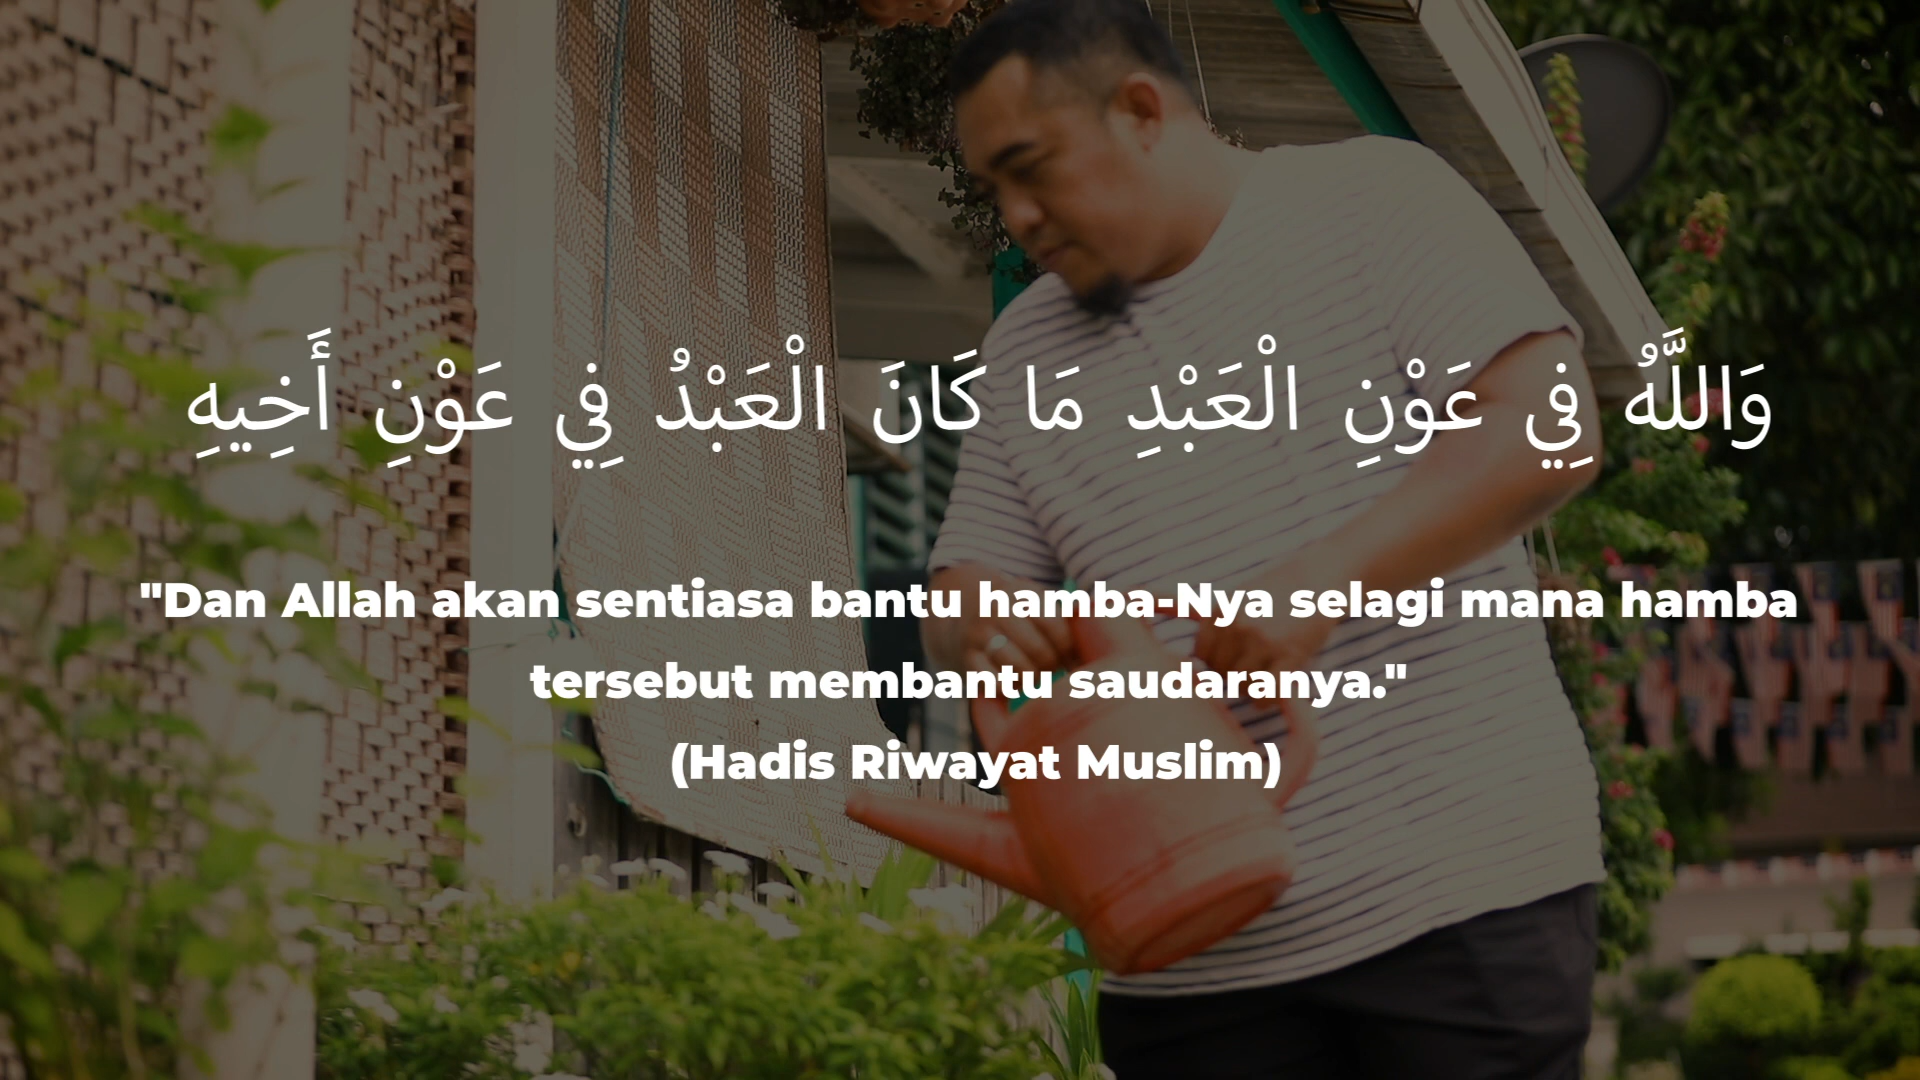 وَاللَّهُ فِي عَوْنِ الْعَبْدِ مَا كَانَ الْعَبْدُ فِي عَوْنِ أَخِيهِ
"Dan Allah akan sentiasa bantu hamba-Nya selagi mana hamba
tersebut membantu saudaranya."
(Hadis Riwayat Muslim)